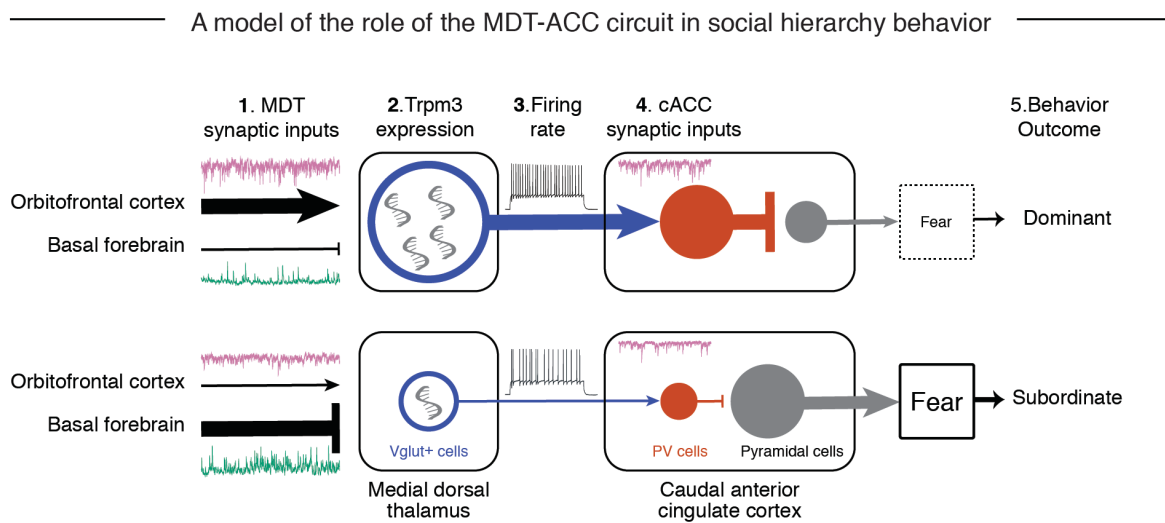 A model of the role of the MDT-ACC circuit in social hierarchy behavior
1. MDT
synaptic inputs
2.Trpm3
expression
3.Firing
rate
4. cACC
synaptic inputs
5.Behavior
Outcome
Orbitofrontal cortex
Basal forebrain
Fear
Dominant
Orbitofrontal cortex
Basal forebrain
Vglut+ cells
PV cells
Pyramidal cells
Fear
Subordinate
Medial dorsal
thalamus
Caudal anterior
cingulate cortex